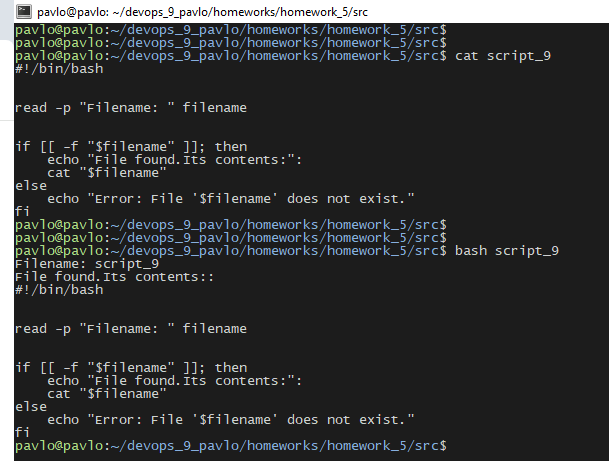 pavlo@pavlo: ~/devops_9_pavlo/homeworks/homework_5/src
pavlo@pavlo:~/devops_9_pavlo/homeworks/homework_5/src$
pavlo@pavlo:~/devops_9_pavlo/homeworks/homework_5/src$
pavlo@pavlo:~/devops_9_pavlo/homeworks/homework_5/src$ cat script_9
#!/bin/bash
read -p "Filename: " filename
if [[ -f "$filename" ]]; then
    echo "File found.Its contents:":
    cat "$filename"
else
    echo "Error: File '$filename' does not exist."
fi
pavlo@pavlo:~/devops_9_pavlo/homeworks/homework_5/src$
pavlo@pavlo:~/devops_9_pavlo/homeworks/homework_5/src$
pavlo@pavlo:~/devops_9_pavlo/homeworks/homework_5/src$ bash script_9
Filename: script_9
File found.Its contents::
#!/bin/bash
read -p "Filename: " filename
if [[ -f "$filename" ]]; then
    echo "File found.Its contents:":
    cat "$filename"
else
    echo "Error: File '$filename' does not exist."
fi
pavlo@pavlo:~/devops_9_pavlo/homeworks/homework_5/src$